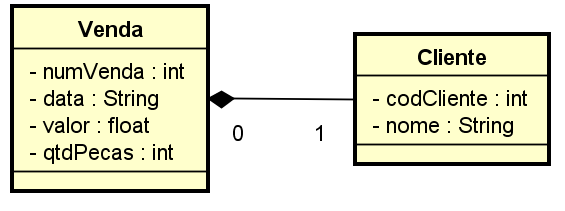 Venda
- numVenda : int
- data : String
- valor : float
- qtdPecas : int
0
1
Cliente
- codCliente : int
- nome : String